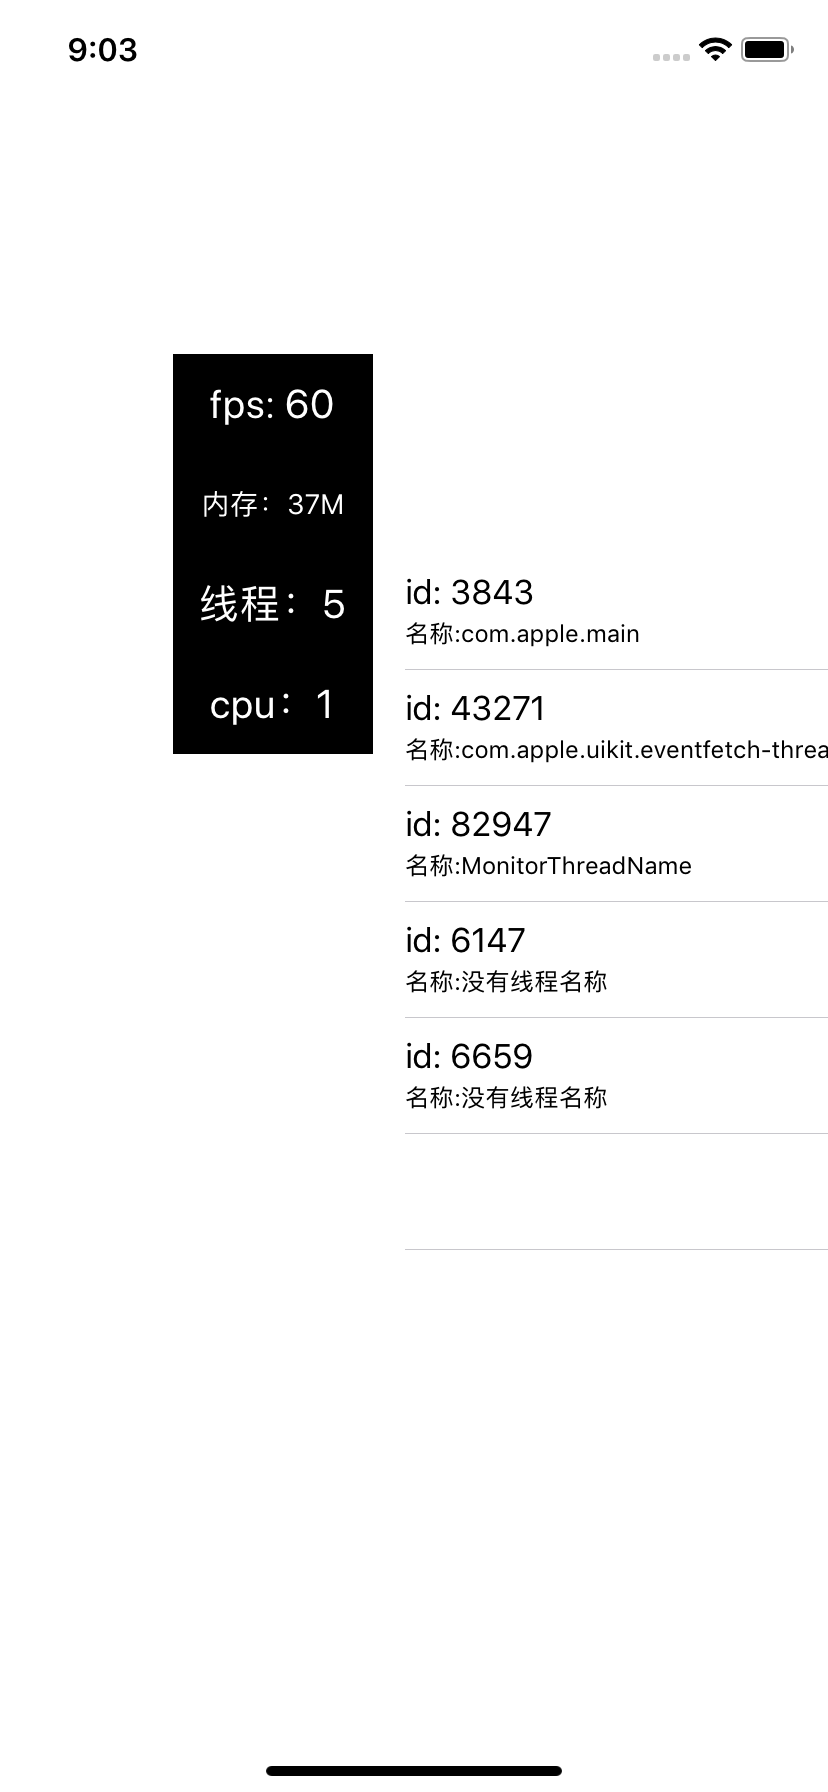 9:03
fps: 60
内存：37M
线程：5
cpu：1
id: 3843
名称:com.apple.main
id: 43271
名称:com.apple.uikit.eventfetch-threa
id: 82947
名称:MonitorThreadName
id: 6147
名称:没有线程名称
id: 6659
名称:没有线程名称